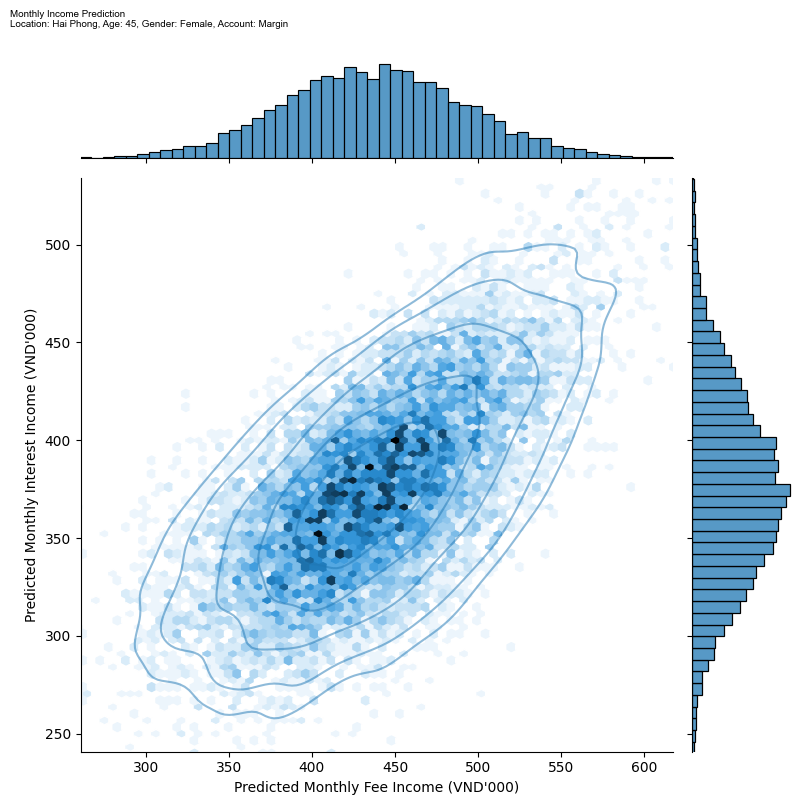 Monthly Income Prediction
Location: Hai Phong, Age: 45, Gender: Female, Account: Margin
500
450
400
350
300
250
Predicted Monthly Interest Income (VND'000)
300 350 400 450 500 550 600
Predicted Monthly Fee Income (VND'000)